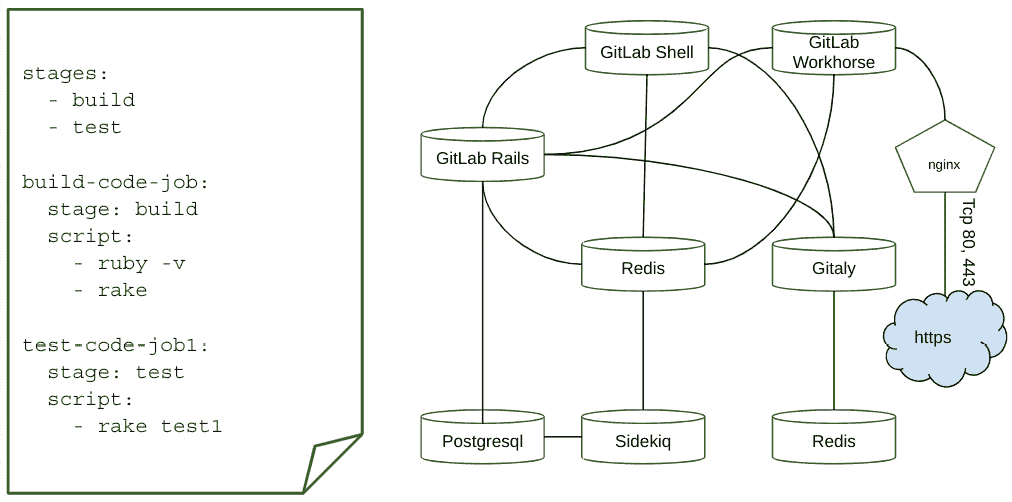 stages:
- build
- test
build-code-job:
stage: build
script:
- ruby -v
- rake
test-code-job1:
stage: test
script:
- rake test1
GitLab Shell
GitLab
Workhorse
GitLab Rails
nginx
Tcp 80, 443
Redis
Gitaly
https
Postgresql
Sidekiq
Redis